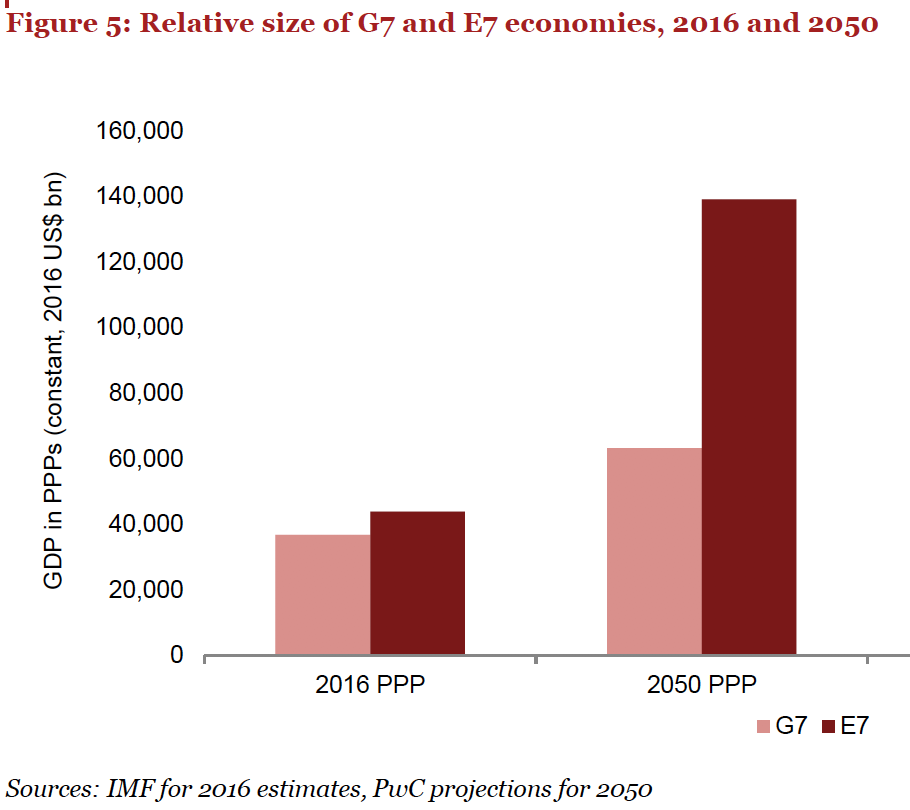 Figure 5: Relative size of G7 and E7 economies, 2016 and 2050
GDP in PPPs (constant, 2016 US$ bn)
160,000
140,000
120,000
100,000
80,000
60,000
40,000
20,000
0
2016 PPP
2050 PPP
G7
E7
Sources: IMF for 2016 estimates, PwC projections for 2050